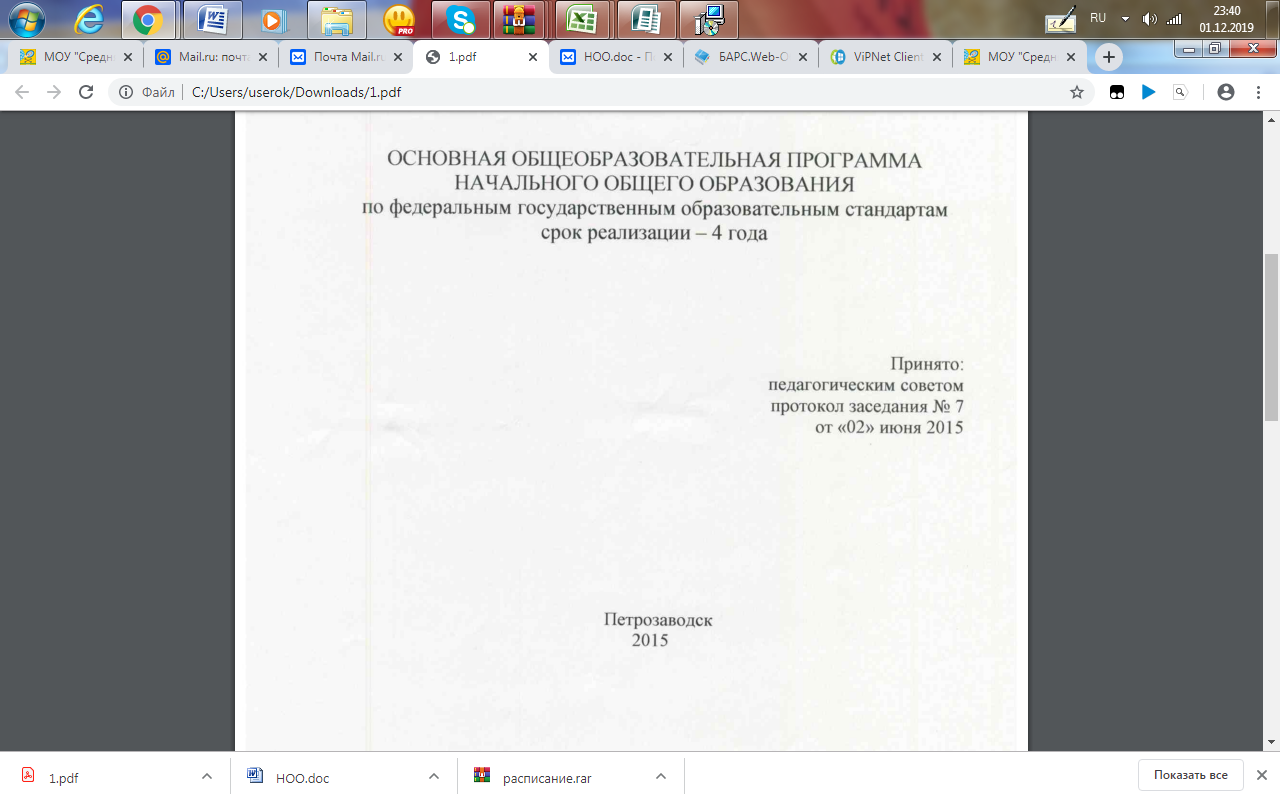 PRO
RU
23:40
01.12.2019
МОУ "Средн
Mail.ru: почт
Почта Mail.ru
1.pdf
НОО.doc - П
БАРС.Web-О
ViPNet Client
МОУ "Средн
Файл
C:/Users/userok/Downloads/1.pdf
ОСНОВНАЯ ОБЩЕОБРАЗОВАТЕЛЬНАЯ ПРОГРАММА
НАЧАЛЬНОГО ОБЩЕГО ОБРАЗОВАНИЯ
по федеральным государственным образовательным стандартам
срок реализации – 4 года
Принято:
педагогическим советом
протокол заседания № 7
от «02» июня 2015
Петрозаводск
2015
1.pdf
НОО.doc
расписание.rar
Показать все